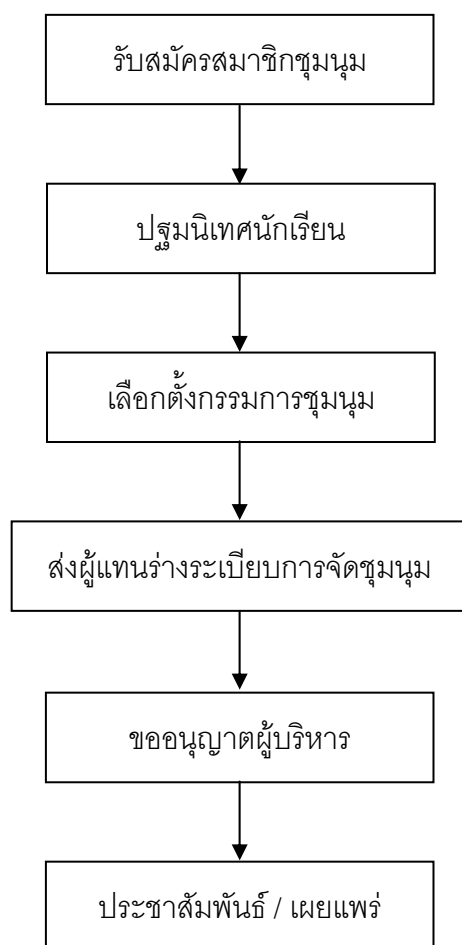 รับสมัครสมาชิกชุมนุม
ปฐมนิเทศนักเรียน
เลือกตั้งกรรมการชุมนุม
ส่งผู้แทนร่างระเบียบการจัดชุมนุม
ขออนุญาตผู้บริหาร
ประชาสัมพันธ์ / เผยแพร่